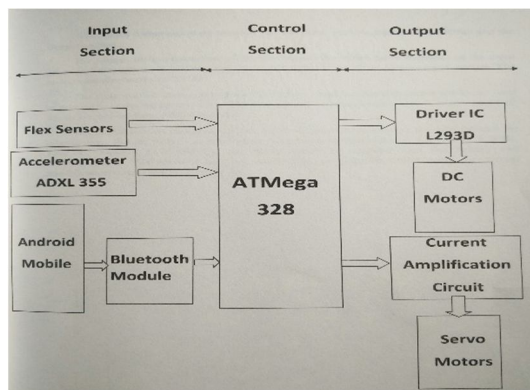 Input
Section
Control
Section
Output
Section
Flex Sensors
Accelerometer
ADXL 355
Android
Mobile
Bluetooth
Module
ATMega
328
Driver IC
L293D
DC
Motors
Current
Amplification
Circuit
Servo
Motors